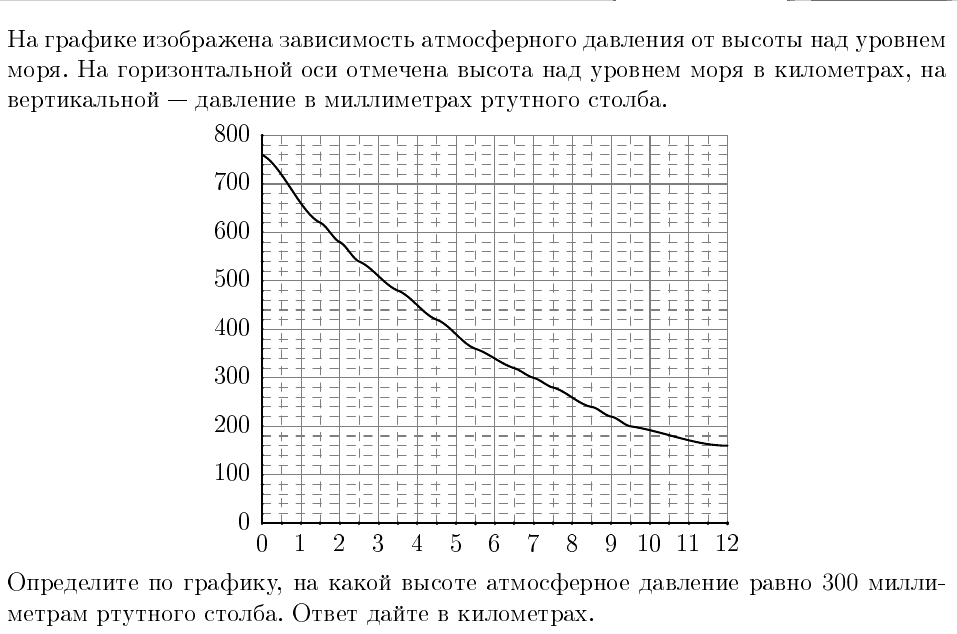 На графике изображена зависимость атмосферного давления от высоты над уровнем
моря. На горизонтальной оси отмечена высота над уровнем моря в километрах, на
вертикальной — давление в миллиметрах ртутного столба.
800
700
600
500
400
300
200
100
0
0 1 2 3 4 5 6 7 8 9 10 11 12
Определите по графику, на какой высоте атмосферное давление равно 300 милли-
метрам ртутного столба. Ответ дайте в километрах.